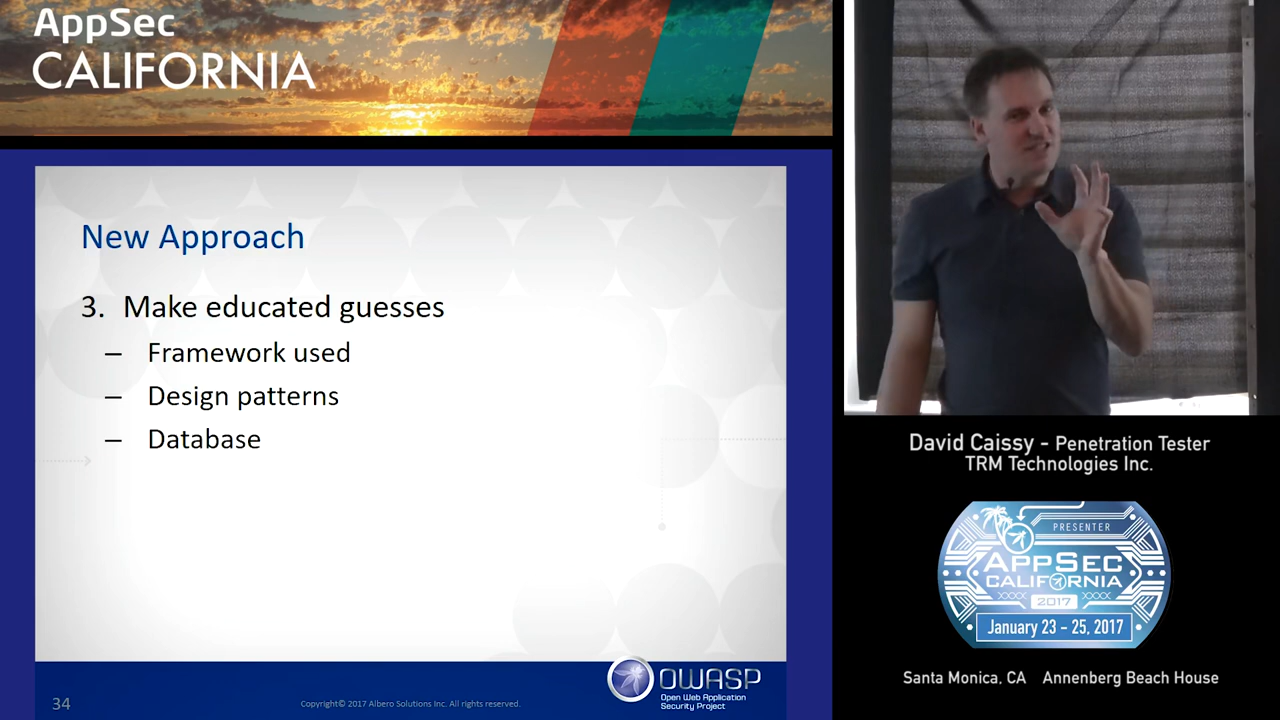 AppSec
CALIFORNIA
New Approach
3. Make educated guesses
– Framework used
– Design patterns
– Database
34
Copyright© 2017 Albero Solutions Inc. All rights reserved.
OWASP
Open Web Application
Security Project
David Caissy - Penetration Tester
TRM Technologies Inc.
PRESENTER
APPSEC
CALIFORNIA
2017
January 23 - 25, 2017
Santa Monica, CA Annenberg Beach House